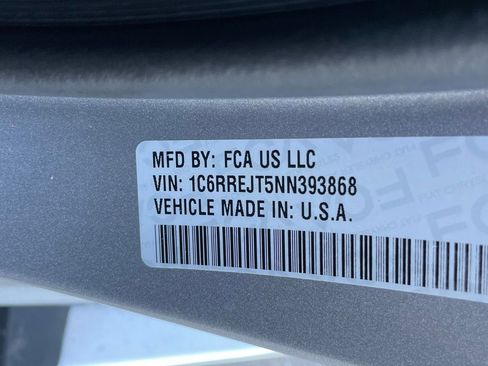 MFD BY: FCA US LLC
VIN: 1C6RREJT5NN393868
VEHICLE MADE IN: U.S.A.